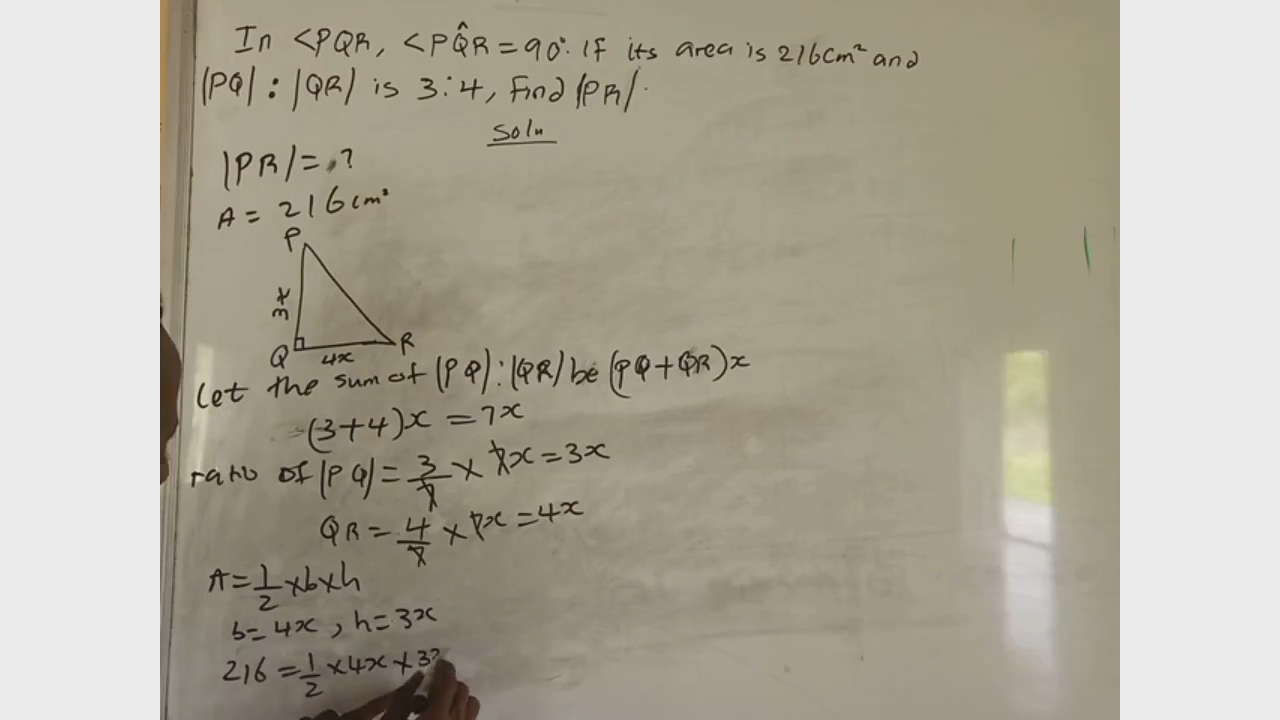 In <PQR, <PQ̂R = 90°. If its area is 216cm² and
|PQ| : |QR| is 3:4, Find |PR|.
Soln
|PR| = ?
A = 216cm²
P
3x
Q
4x
R
Let the sum of |PQ| : |QR| be (PQ+QR)x
(3+4)x = 7x
ratio of |PQ| = 3/7 × 7x = 3x
QR = 4/7 × 7x = 4x
A = 1/2 × b × h
b = 4x, h = 3x
216 = 1/2 × 4x × 3